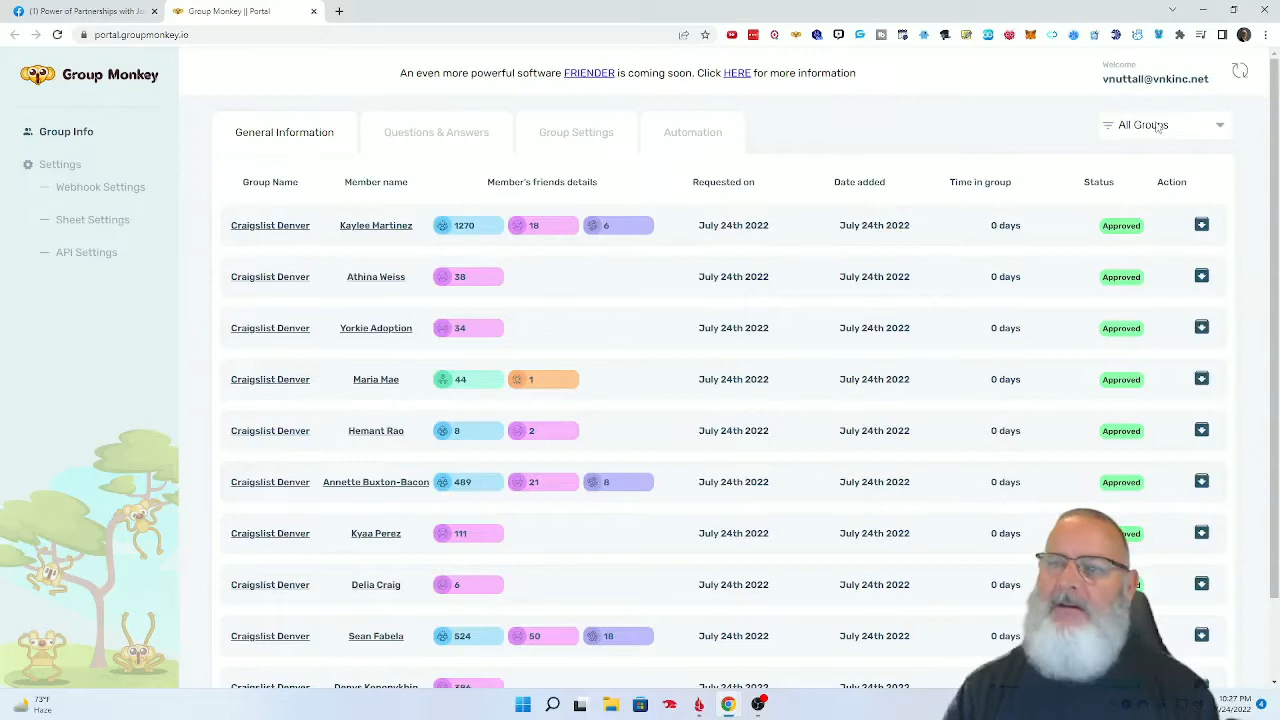 (1) Power of Partnerships with Jo
Group Monkey || Portal
portal.groupmonkey.io
Group Monkey
An even more powerful software FRIENDER is coming soon. Click HERE for more information
Welcome
vnuttall@vnkinc.net
Group Info
Settings
Webhook Settings
Sheet Settings
API Settings
General Information
Questions & Answers
Group Settings
Automation
All Groups
Group Name Member name Member's friends details Requested on Date added Time in group Status Action
Craigslist Denver Kaylee Martinez 1270 18 6 July 24th 2022 July 24th 2022 0 days Approved
Craigslist Denver Athina Weiss 38 July 24th 2022 July 24th 2022 0 days Approved
Craigslist Denver Yorkie Adoption 34 July 24th 2022 July 24th 2022 0 days Approved
Craigslist Denver Maria Mae 44 1 July 24th 2022 July 24th 2022 0 days Approved
Craigslist Denver Hemant Rao 8 2 July 24th 2022 July 24th 2022 0 days Approved
Craigslist Denver Annette Buxton-Bacon 489 21 8 July 24th 2022 July 24th 2022 0 days Approved
Craigslist Denver Kyaa Perez 111 July 24th 2022 July 24th 2022 0 days
Craigslist Denver Delia Craig 6 July 24th 2022 July 24th 2022 0 days
Craigslist Denver Sean Fabela 524 50 18 July 24th 2022 July 24th 2022 0 days
73°F
Haze
10:27 PM
/24/2022